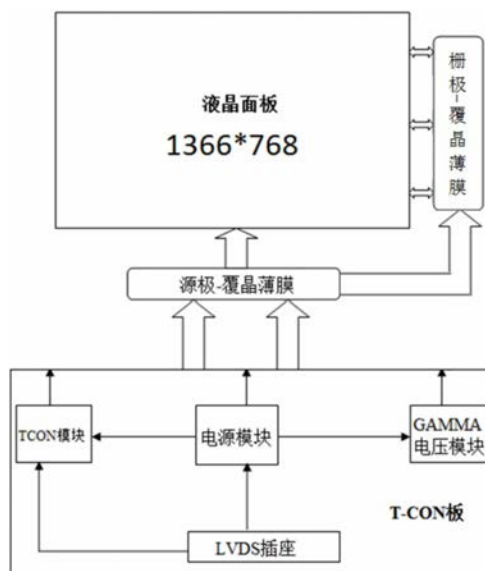 液晶面板
1366*768
栅极-覆晶薄膜
源极-覆晶薄膜
TCON模块
电源模块
GAMMA
电压模块
T-CON板
LVDS插座